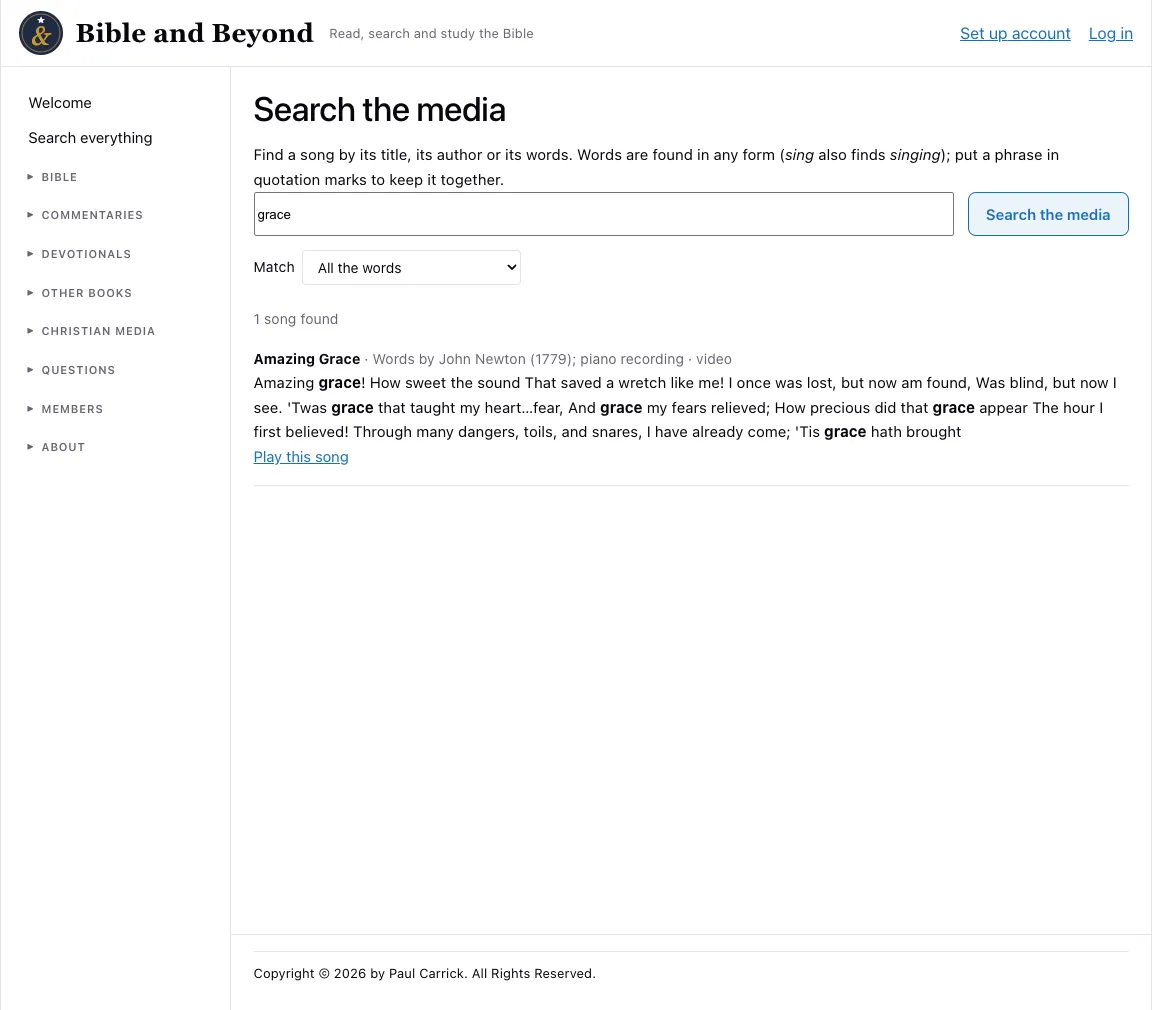 &
Bible and Beyond
Read, search and study the Bible
Set up account
Log in
Welcome
Search everything
BIBLE
COMMENTARIES
DEVOTIONALS
OTHER BOOKS
CHRISTIAN MEDIA
QUESTIONS
MEMBERS
ABOUT
Search the media
Find a song by its title, its author or its words. Words are found in any form (sing also finds singing); put a phrase in
quotation marks to keep it together.
grace
Search the media
Match
All the words
1 song found
Amazing Grace · Words by John Newton (1779); piano recording · video
Amazing grace! How sweet the sound That saved a wretch like me! I once was lost, but now am found, Was blind, but now I
see. 'Twas grace that taught my heart…fear, And grace my fears relieved; How precious did that grace appear The hour I
first believed! Through many dangers, toils, and snares, I have already come; 'Tis grace hath brought
Play this song
Copyright © 2026 by Paul Carrick. All Rights Reserved.